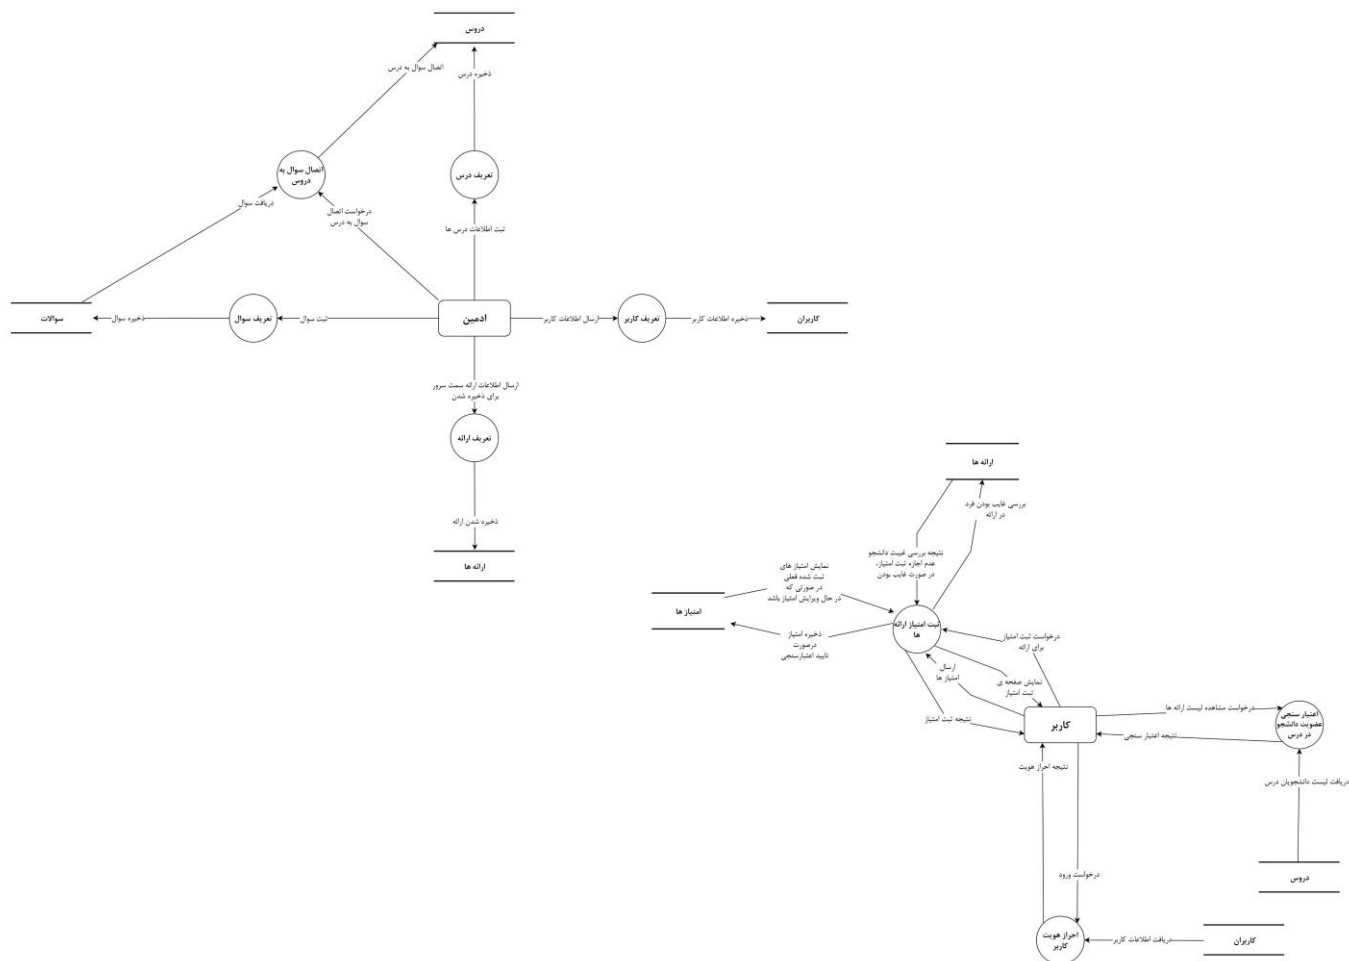 دروس
اتصال سوال به درس
ذخیره درس
اتصال سوال به
دروس
تعریف درس
دریافت سوال
درخواست اتصال
سوال به درس
ثبت اطلاعات درس ها
سوالات
ذخیره سوال
تعریف سوال
ثبت سوال
ادمین
ارسال اطلاعات کاربر
تعریف کاربر
ذخیره اطلاعات کاربر
کاربران
ارسال اطلاعات ارائه سمت سرور
برای ذخیره شدن
تعریف ارائه
ذخیره شدن ارائه
ارائه ها
ارائه ها
بررسی غایب بودن فرد
در ارائه
نتیجه بررسی غیبت دانشجو
عدم اجازه ثبت امتیاز،
در صورت غایب بودن
نمایش امتیاز های
ثبت شده فعلی
در صورتی که
در حال ویرایش امتیاز باشد
امتیاز ها
ثبت امتیاز ارائه
ها
ذخیره امتیاز
درصورت
تایید اعتبارسنجی
درخواست ثبت امتیاز
برای ارائه
ارسال
امتیاز ها
نمایش صفحه ی
ثبت امتیاز
نتیجه ثبت امتیاز
کاربر
درخواست مشاهده لیست ارائه ها
اعتبار سنجی
عضویت دانشجو
در درس
نتیجه اعتبار سنجی
نتیجه احراز هویت
دریافت لیست دانشجویان درس
درخواست ورود
دروس
احراز هویت
کاربر
دریافت اطلاعات کاربر
کاربران